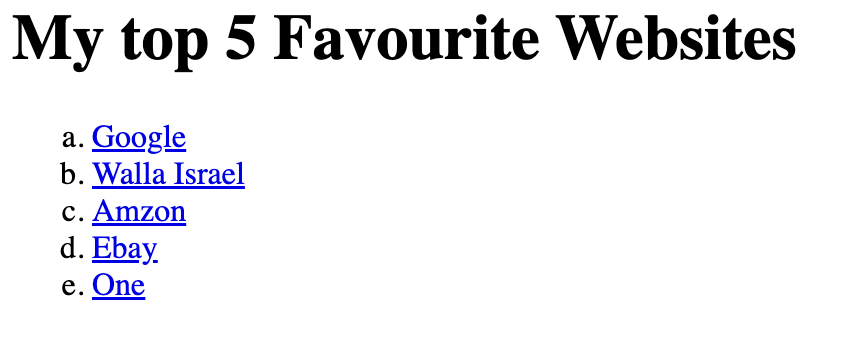 My top 5 Favourite Websites
a. Google
b. Walla Israel
c. Amzon
d. Ebay
e. One